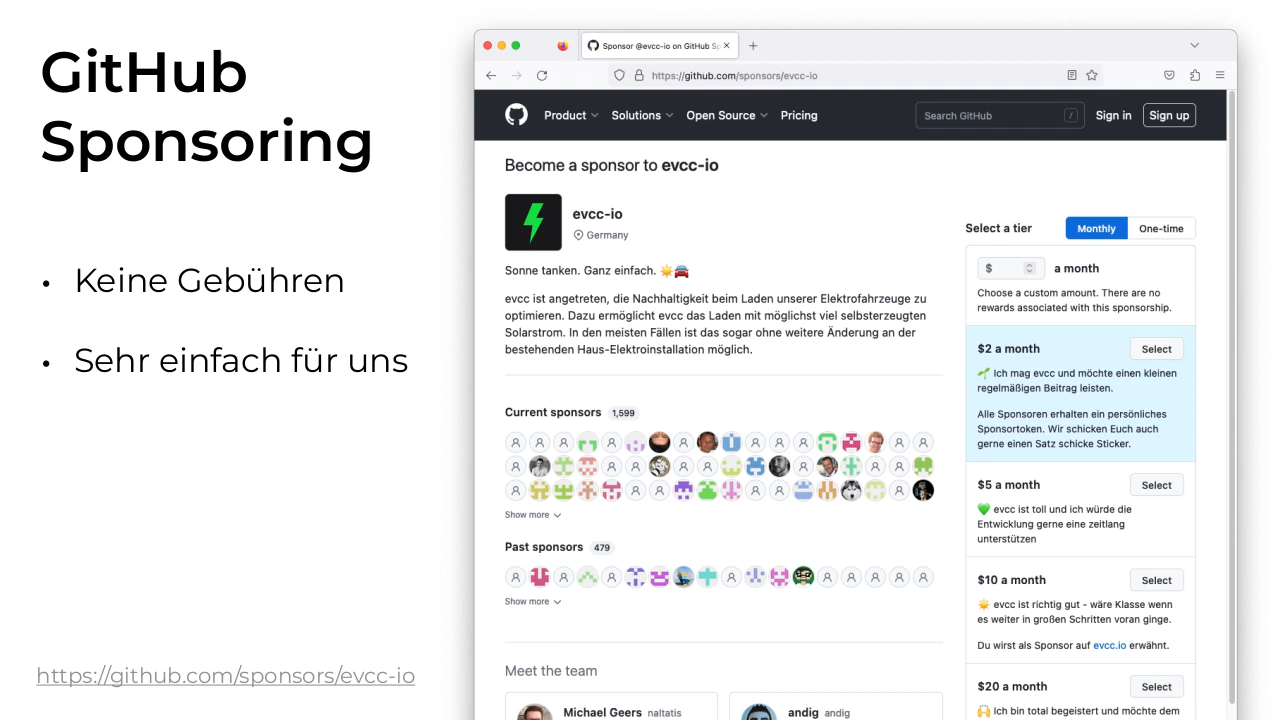 GitHub
Sponsoring
• Keine Gebühren
• Sehr einfach für uns
https://github.com/sponsors/evcc-io
Sponsor @evcc-io on GitHub Sp
https://github.com/sponsors/evcc-io
Product
Solutions
Open Source
Pricing
Search GitHub
/
Sign in
Sign up
Become a sponsor to evcc-io
evcc-io
Germany
Sonne tanken. Ganz einfach. ☀️🚘
evcc ist angetreten, die Nachhaltigkeit beim Laden unserer Elektrofahrzeuge zu
optimieren. Dazu ermöglicht evcc das Laden mit möglichst viel selbsterzeugten
Solarstrom. In den meisten Fällen ist das sogar ohne weitere Änderung an der
bestehenden Haus-Elektroinstallation möglich.
Current sponsors 1,599
Show more
Past sponsors 479
Show more
Meet the team
Michael Geers naltatis
andig andig
Select a tier
Monthly
One-time
$
a month
Choose a custom amount. There are no
rewards associated with this sponsorship.
$2 a month
Select
🌱 Ich mag evcc und möchte einen kleinen
regelmäßigen Beitrag leisten.
Alle Sponsoren erhalten ein persönliches
Sponsortoken. Wir schicken Euch auch
gerne einen Satz schicke Sticker.
$5 a month
Select
💚 evcc ist toll und ich würde die
Entwicklung gerne eine zeitlang
unterstützen
$10 a month
Select
☀️ evcc ist richtig gut - wäre Klasse wenn
es weiter in großen Schritten voran ginge.
Du wirst als Sponsor auf evcc.io erwähnt.
$20 a month
Select
🙌 Ich bin total begeistert und möchte dem